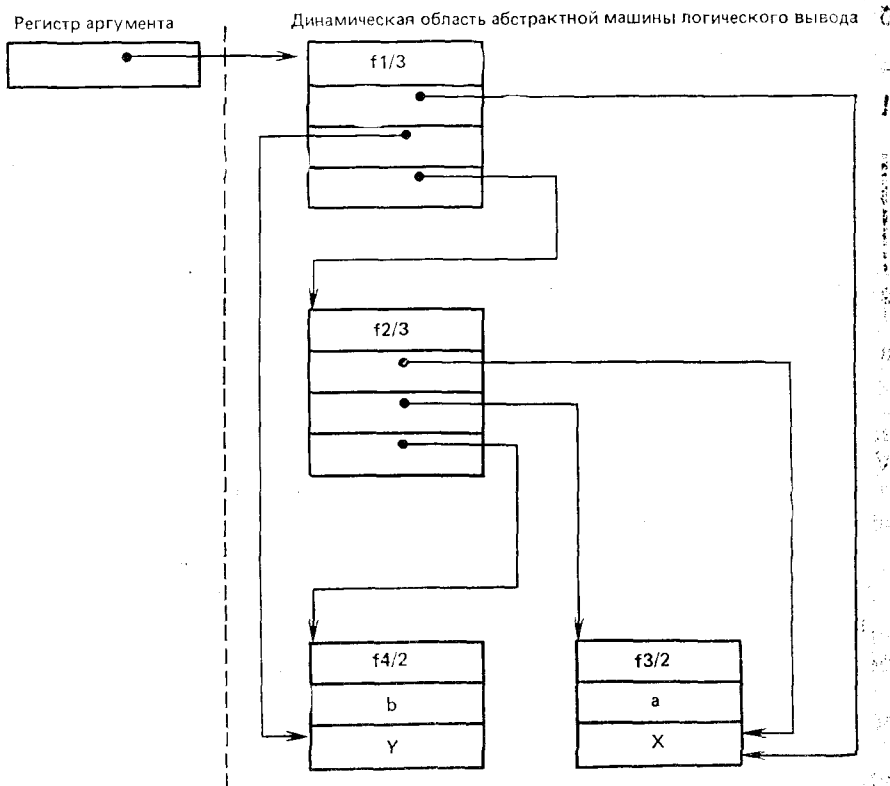 Регистр аргумента
Динамическая область абстрактной машины логического вывода
f1/3
f2/3
f4/2
b
Y
f3/2
a
X